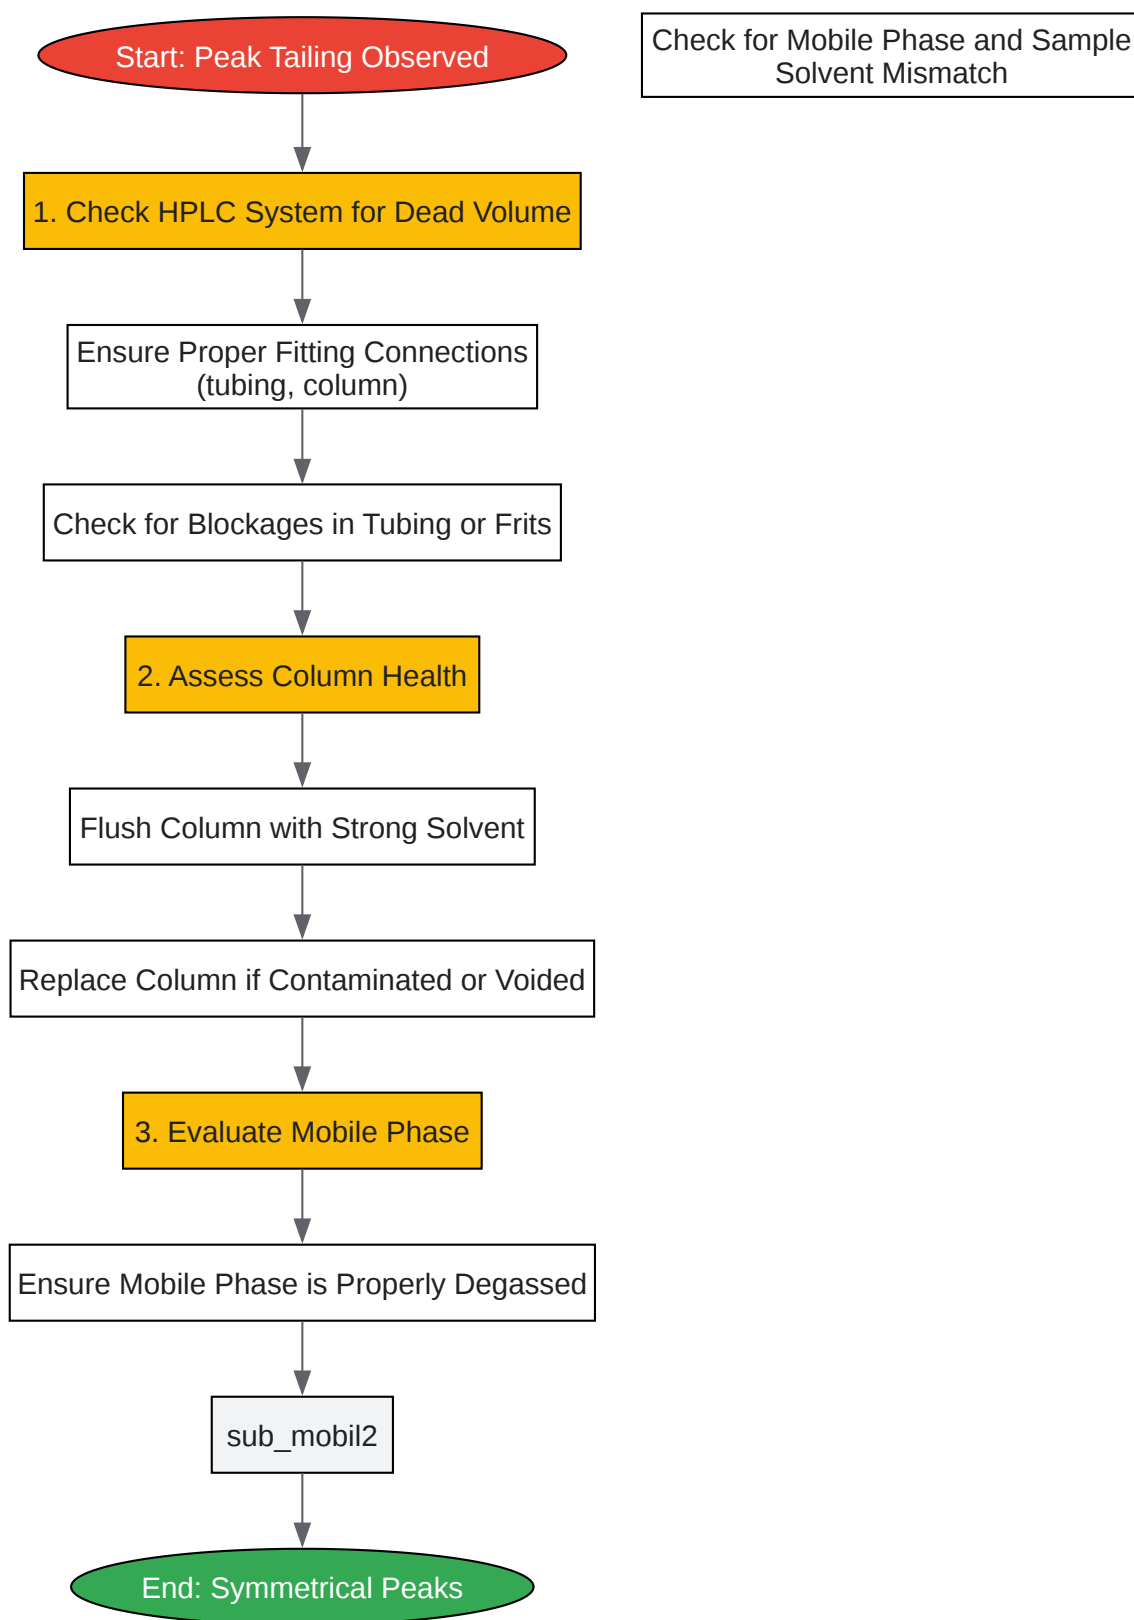 Start: Peak Tailing Observed
Check for Mobile Phase and Sample
Solvent Mismatch
1. Check HPLC System for Dead Volume
Ensure Proper Fitting Connections
(tubing, column)
Check for Blockages in Tubing or Frits
2. Assess Column Health
Flush Column with Strong Solvent
Replace Column if Contaminated or Voided
3. Evaluate Mobile Phase
Ensure Mobile Phase is Properly Degassed
sub_mobil2
End: Symmetrical Peaks